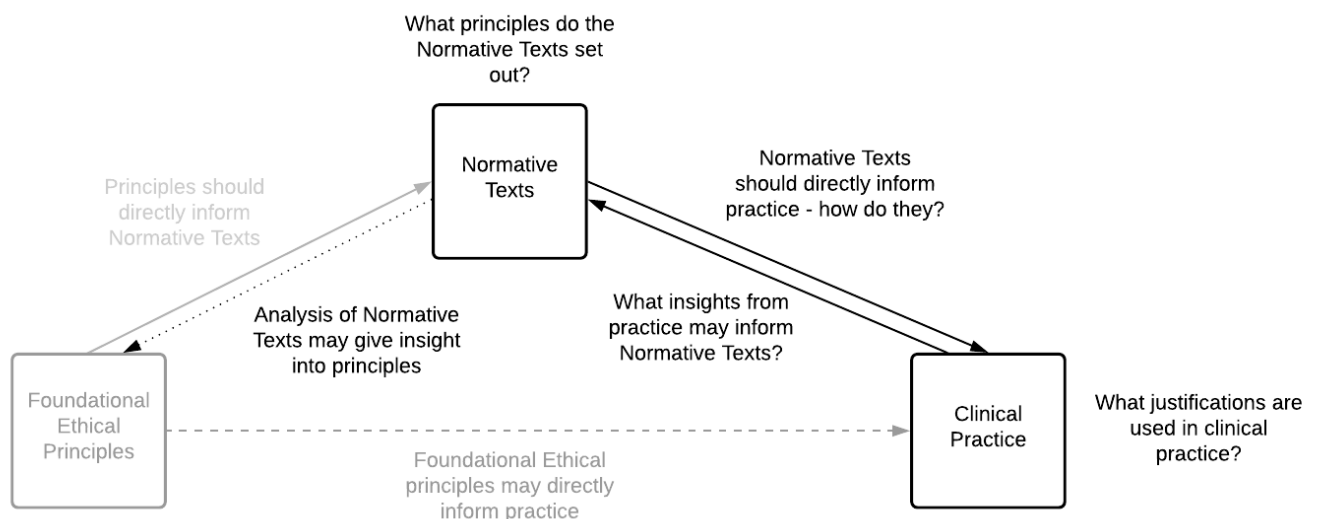 What principles do the
Normative Texts set
out?
Normative
Texts
Normative Texts
should directly inform
practice - how do they?
Principles should
directly inform
Normative Texts
Analysis of Normative
Texts may give insight
into principles
What insights from
practice may inform
Normative Texts?
Foundational
Ethical
Principles
Clinical
Practice
What justifications are
used in clinical
practice?
Foundational Ethical
principles may directly
inform practice